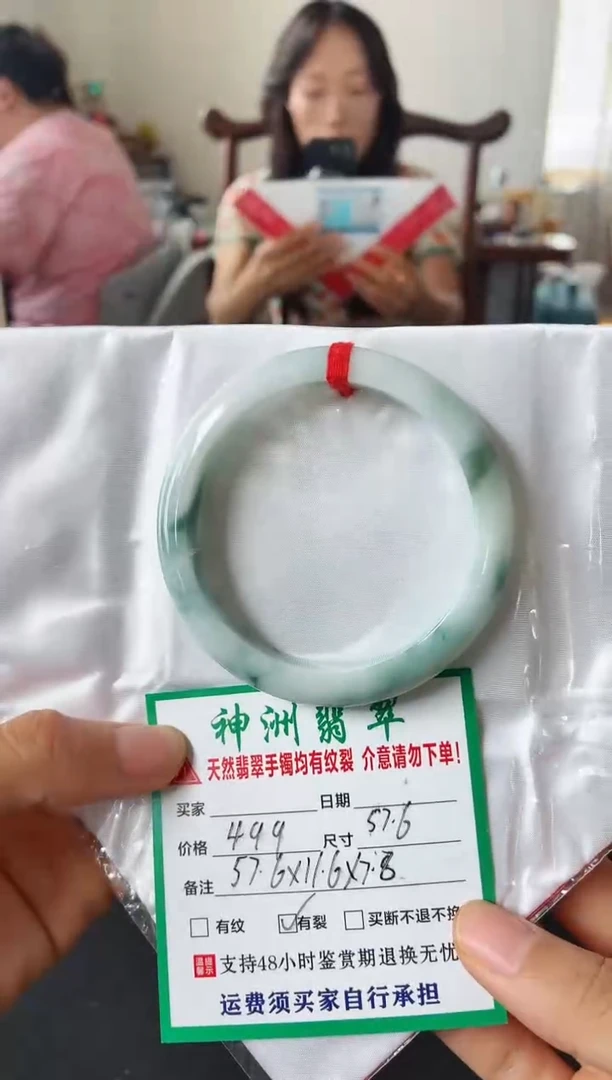 神洲翡翠
天然翡翠手镯均有纹裂 介意请勿下单!
买家 日期
价格 499 尺寸 57.6
备注 57.6X11.6X7.8
有纹 有裂 买断不退不换
温馨提示 支持48小时鉴赏期退换无忧
运费须买家自行承担